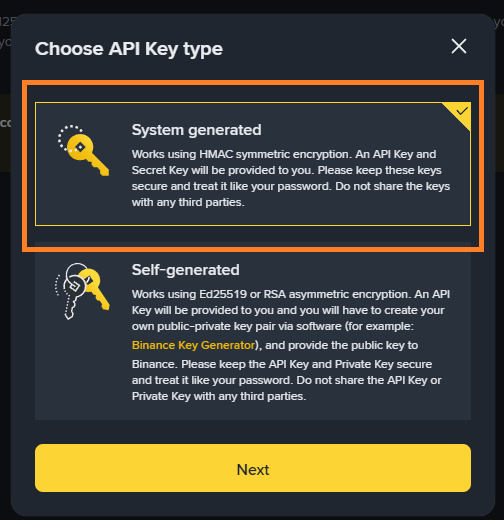 Choose API Key type
System generated
Works using HMAC symmetric encryption. An API Key and
Secret Key will be provided to you. Please keep these keys
secure and treat it like your password. Do not share the keys
with any third parties.
Self-generated
Works using Ed25519 or RSA asymmetric encryption. An API
Key will be provided to you and you will have to create your
own public-private key pair via software (for example:
Binance Key Generator), and provide the public key to
Binance. Please keep the API Key and Private Key secure
and treat it like your password. Do not share the API Key or
Private Key with any third parties.
Next